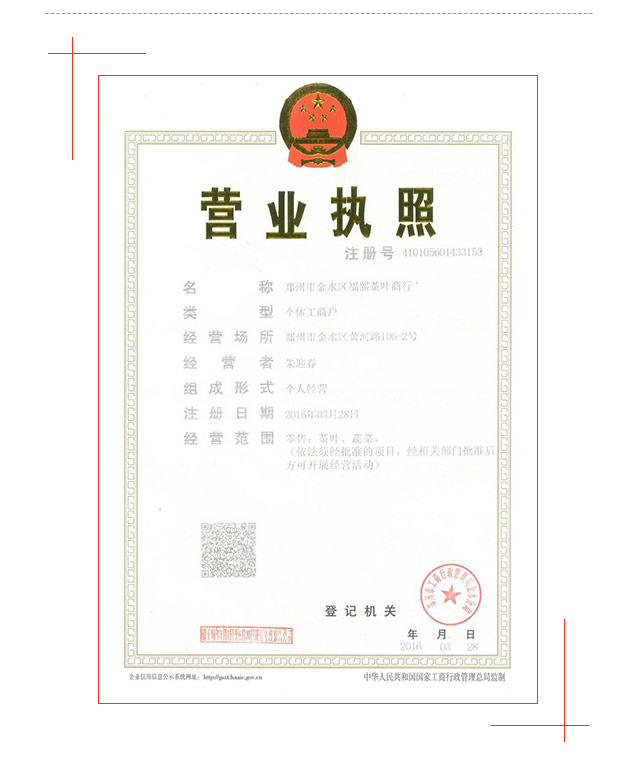 营业执照
注册号 410105601433153
名称 郑州市金水区福熙茶叶商行
类型 个体工商户
经营场所 郑州市金水区黄河路106-2号
经营者 朱迎春
组成形式 个人经营
注册日期 2016年03月28日
经营范围 零售：茶叶、蔬菜。
（依法须经批准的项目，经相关部门批准后
方可开展经营活动）
登记机关
年 月 日
2016 03 28
企业信用信息公示系统网址：http://gsxt.haaic.gov.cn
中华人民共和国国家工商行政管理总局监制